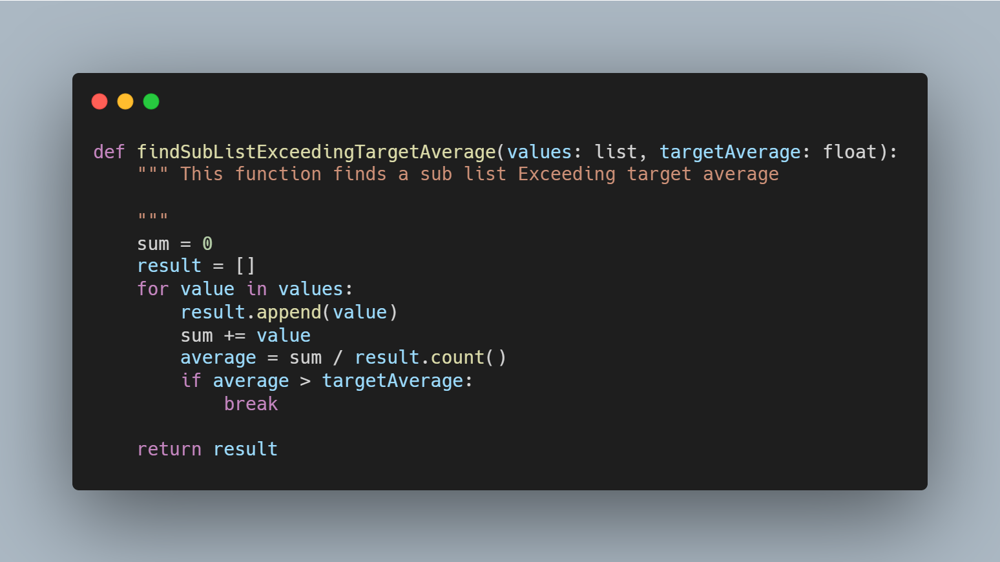 def findSubListExceedingTargetAverage(values: list, targetAverage: float):
    """ This function finds a sub list Exceeding target average

    """
    sum = 0
    result = []
    for value in values:
        result.append(value)
        sum += value
        average = sum / result.count()
        if average > targetAverage:
            break

    return result